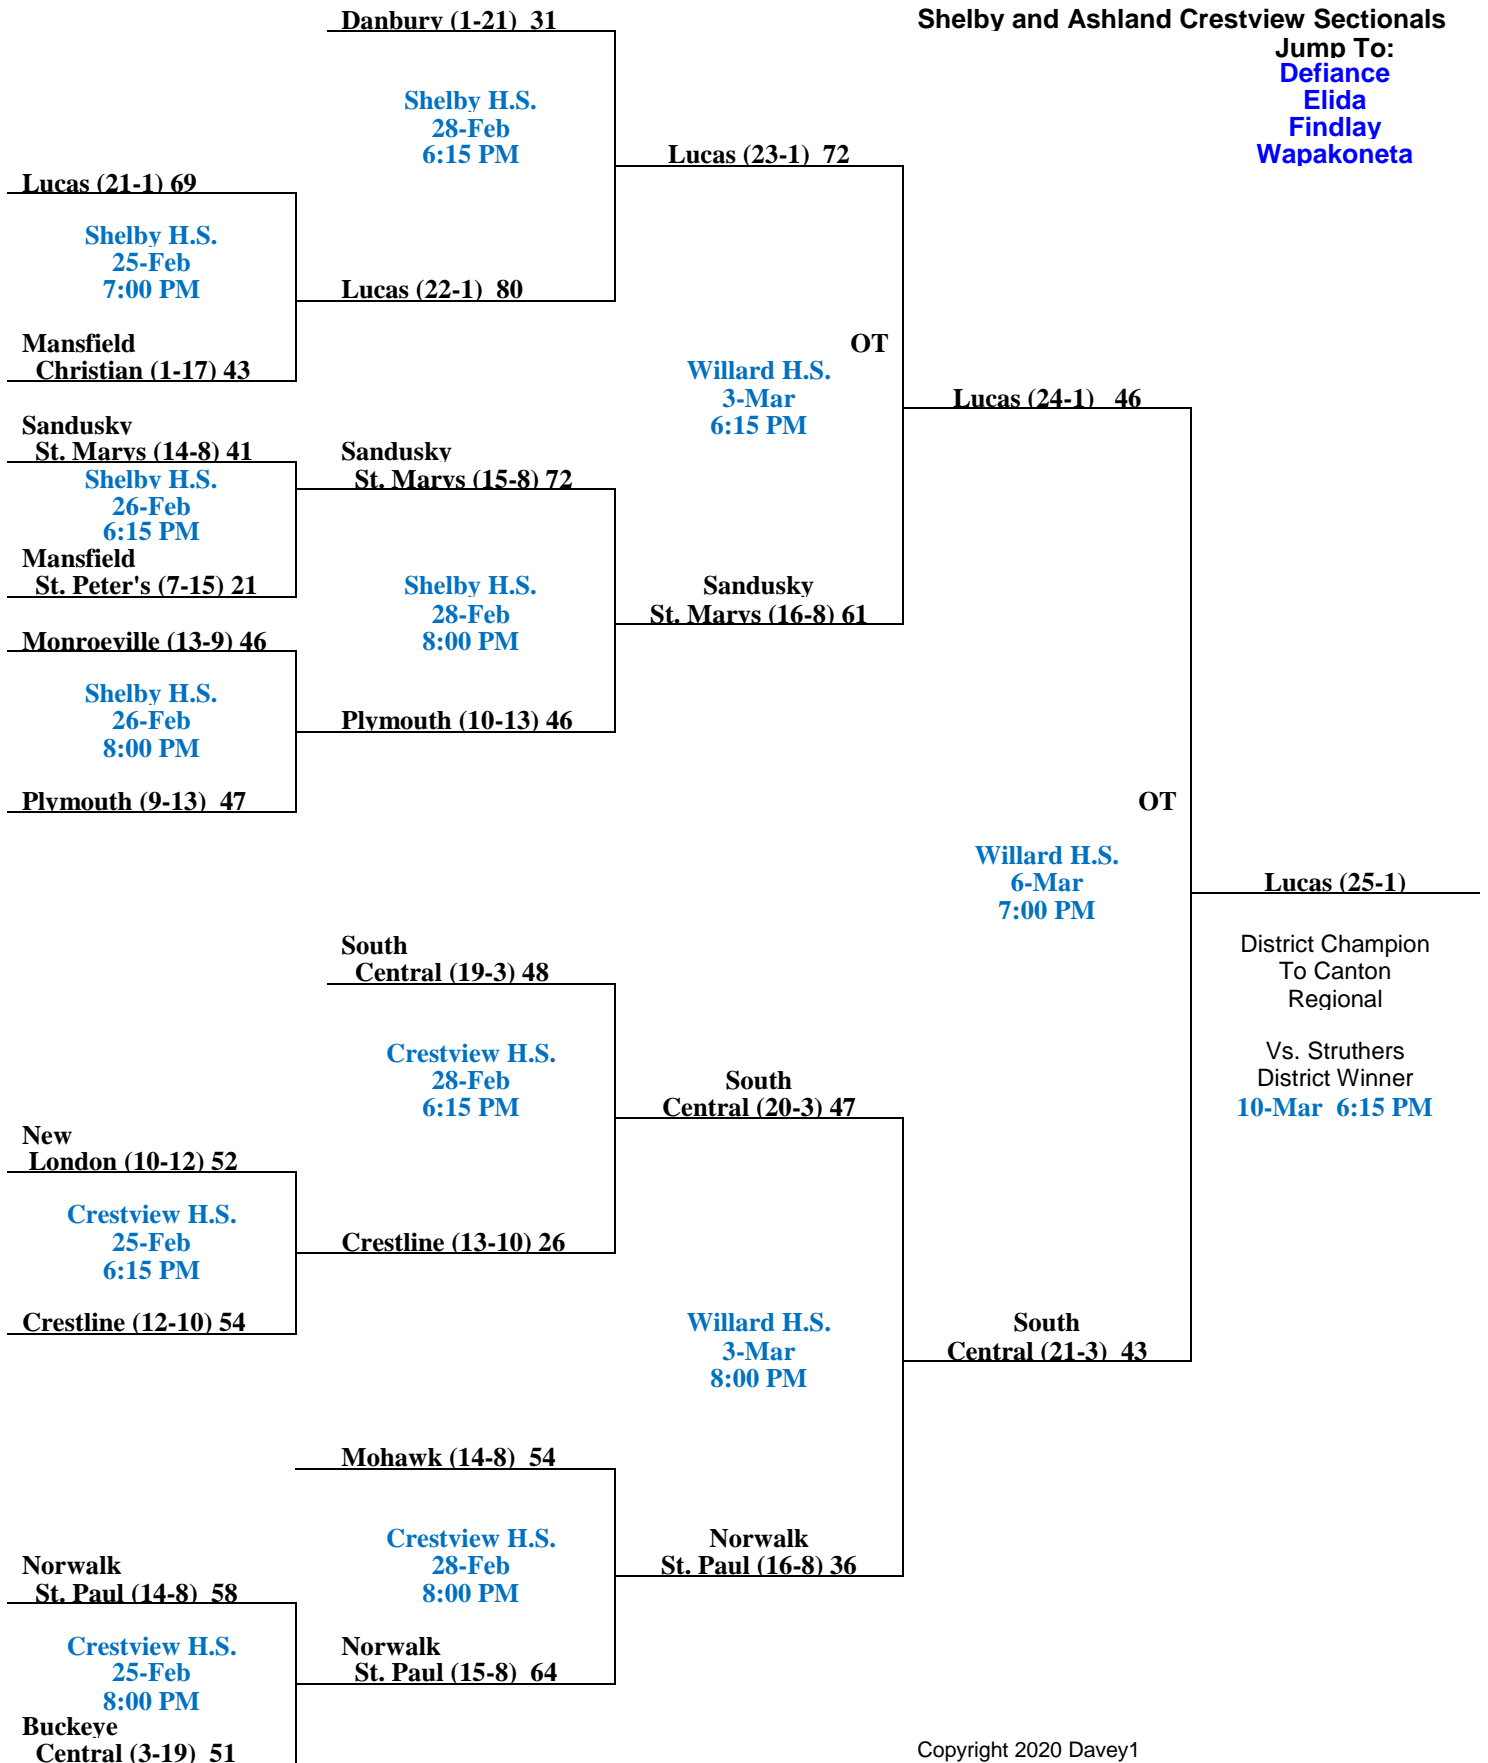 Danbury (1-21) 31
Shelby and Ashland Crestview Sectionals
Jump To:
Defiance
Elida
Findlay
Wapakoneta
Shelby H.S.
28-Feb
6:15 PM
Lucas (23-1) 72
Lucas (21-1) 69
Shelby H.S.
25-Feb
7:00 PM
Lucas (22-1) 80
Mansfield
Christian (1-17) 43
OT
Willard H.S.
3-Mar
6:15 PM
Lucas (24-1) 46
Sandusky
St. Marys (14-8) 41
Sandusky
St. Marys (15-8) 72
Shelby H.S.
26-Feb
6:15 PM
Mansfield
St. Peter's (7-15) 21
Shelby H.S.
28-Feb
8:00 PM
Sandusky
St. Marys (16-8) 61
Monroeville (13-9) 46
Shelby H.S.
26-Feb
8:00 PM
Plymouth (10-13) 46
Plymouth (9-13) 47
OT
Willard H.S.
6-Mar
7:00 PM
Lucas (25-1)
District Champion
To Canton
Regional
Vs. Struthers
District Winner
10-Mar 6:15 PM
South
Central (19-3) 48
Crestview H.S.
28-Feb
6:15 PM
South
Central (20-3) 47
New
London (10-12) 52
Crestview H.S.
25-Feb
6:15 PM
Crestline (13-10) 26
Crestline (12-10) 54
Willard H.S.
3-Mar
8:00 PM
South
Central (21-3) 43
Mohawk (14-8) 54
Crestview H.S.
28-Feb
8:00 PM
Norwalk
St. Paul (16-8) 36
Norwalk
St. Paul (14-8) 58
Crestview H.S.
25-Feb
8:00 PM
Norwalk
St. Paul (15-8) 64
Buckeye
Central (3-19) 51
Copyright 2020 Davey1